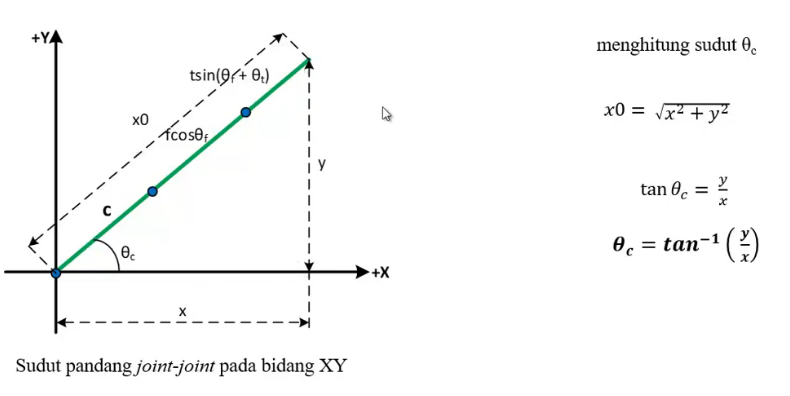 +Y
tsin(θf + θt)
x0
fcosθf
y
c
θc
+X
x
Sudut pandang joint-joint pada bidang XY
menghitung sudut θc
x0 = √x² + y²
tan θc = y/x
θc = tan⁻¹ (y/x)